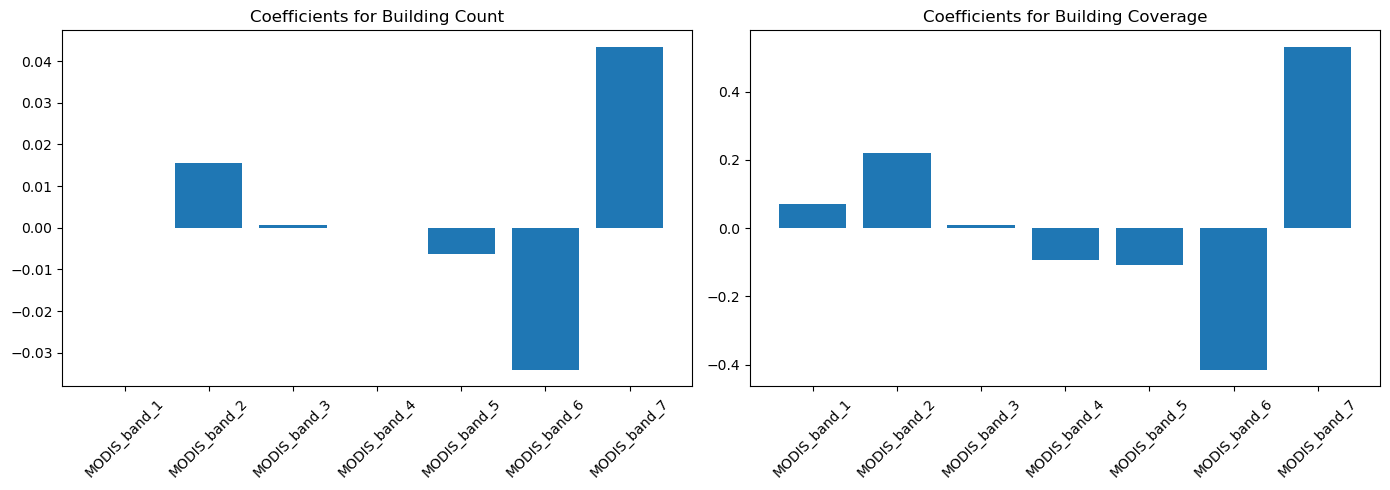 Coefficients for Building Count
0.04
0.03
0.02
0.01
0.00
−0.01
−0.02
−0.03
MODIS_band_1
MODIS_band_2
MODIS_band_3
MODIS_band_4
MODIS_band_5
MODIS_band_6
MODIS_band_7
Coefficients for Building Coverage
0.4
0.2
0.0
−0.2
−0.4
MODIS_band_1
MODIS_band_2
MODIS_band_3
MODIS_band_4
MODIS_band_5
MODIS_band_6
MODIS_band_7